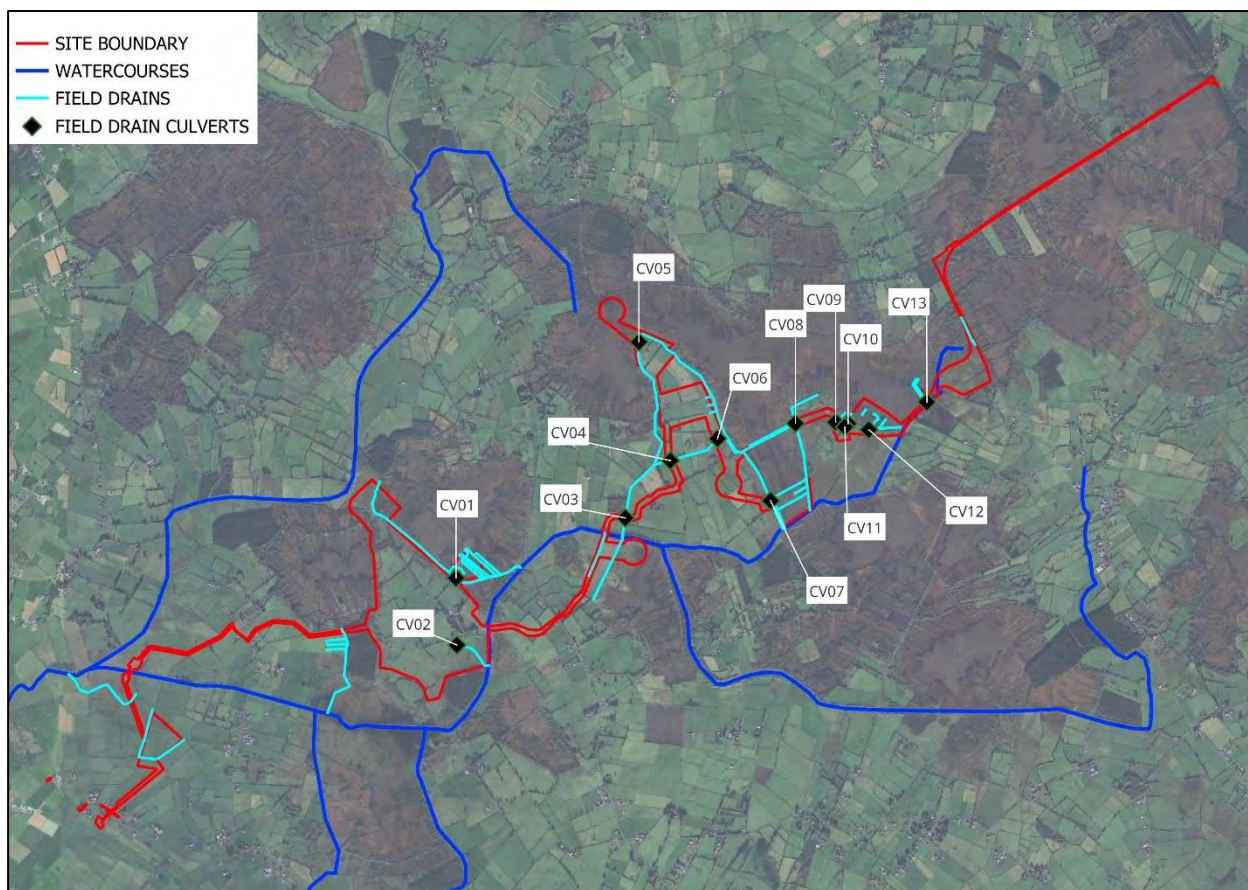 SITE BOUNDARY
WATERCOURSES
FIELD DRAINS
FIELD DRAIN CULVERTS
CV05
CV09
CV13
CV08
CV10
CV06
CV04
CV03
CV01
CV12
CV11
CV07
CV02